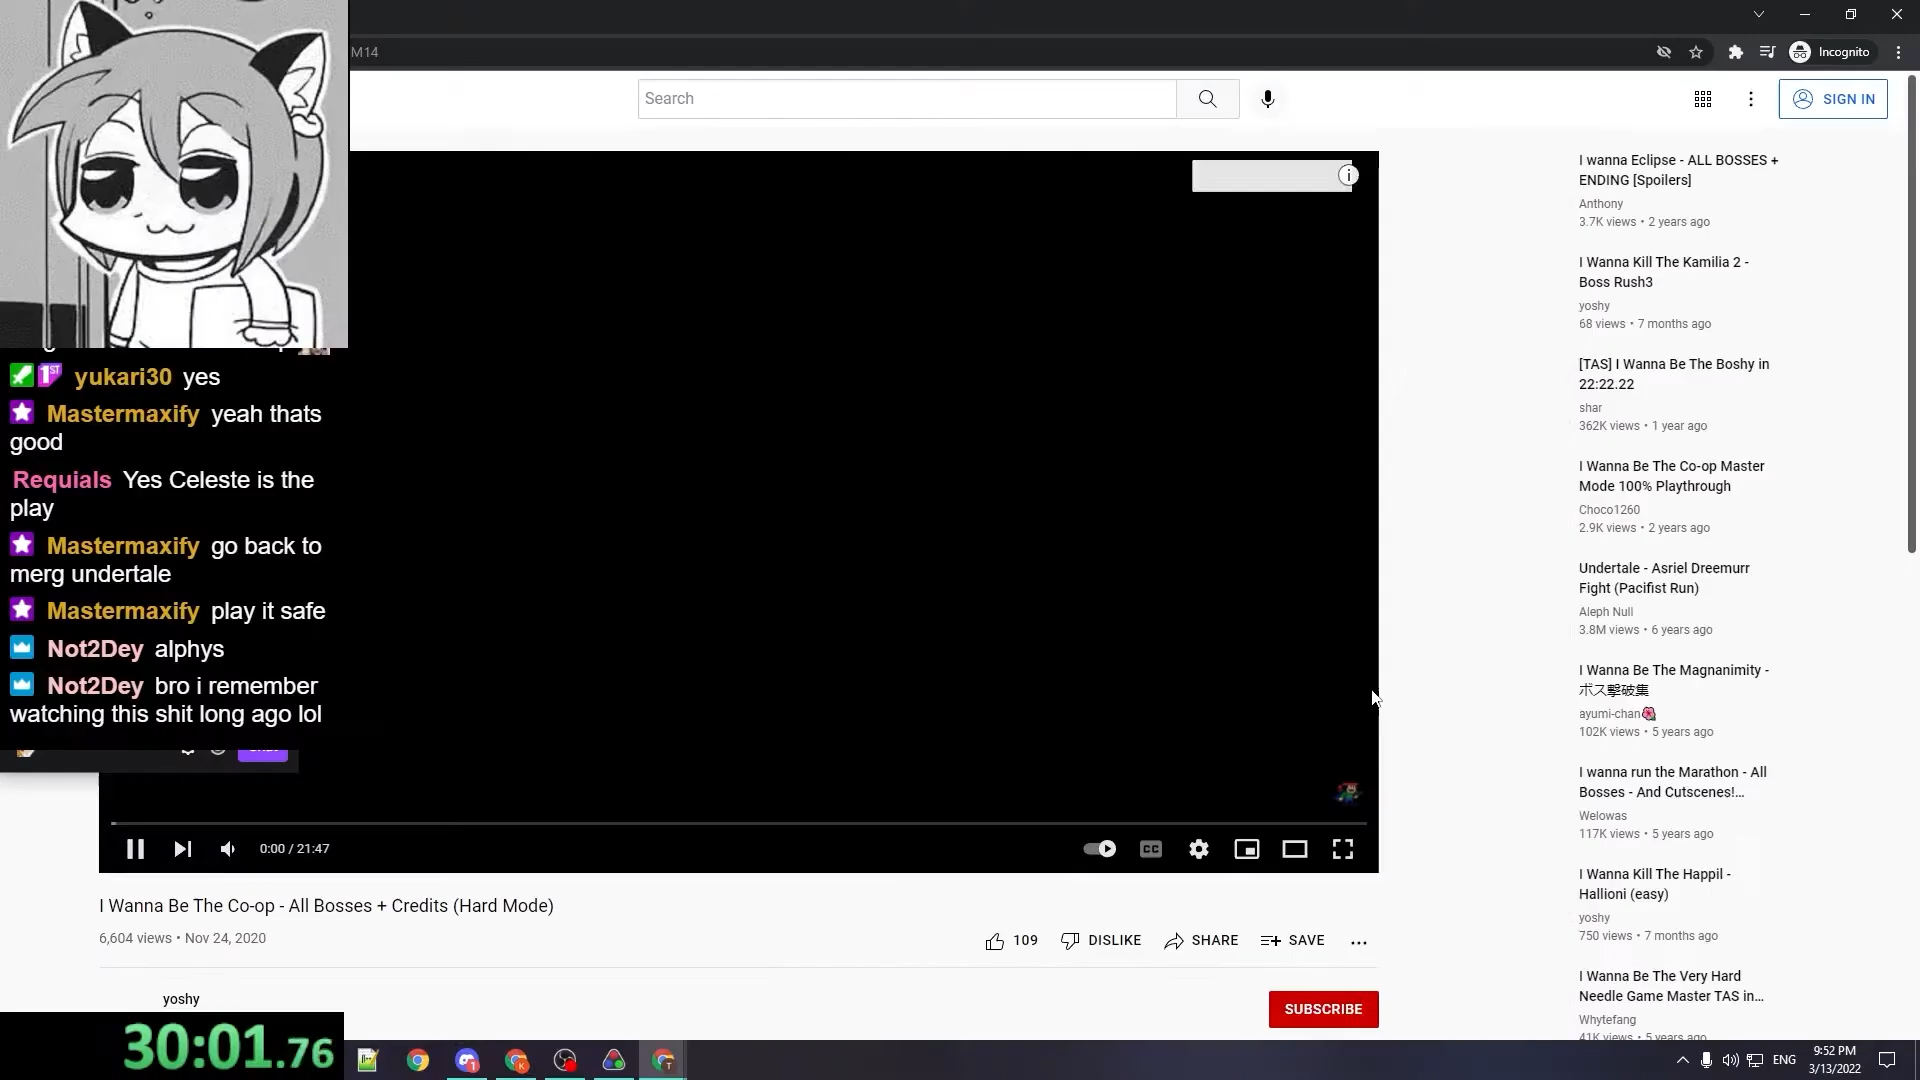 M14
Incognito
Search
SIGN IN
yukari30 yes
Mastermaxify yeah thats
good
Requials Yes Celeste is the
play
Mastermaxify go back to
merg undertale
Mastermaxify play it safe
Not2Dey alphys
Not2Dey bro i remember
watching this shit long ago lol
0:00 / 21:47
CC
I Wanna Be The Co-op - All Bosses + Credits (Hard Mode)
6,604 views • Nov 24, 2020
109
DISLIKE
SHARE
SAVE
yoshy
SUBSCRIBE
I wanna Eclipse - ALL BOSSES +
ENDING [Spoilers]
Anthony
3.7K views • 2 years ago
I Wanna Kill The Kamilia 2 -
Boss Rush3
yoshy
68 views • 7 months ago
[TAS] I Wanna Be The Boshy in
22:22.22
shar
362K views • 1 year ago
I Wanna Be The Co-op Master
Mode 100% Playthrough
Choco1260
2.9K views • 2 years ago
Undertale - Asriel Dreemurr
Fight (Pacifist Run)
Aleph Null
3.8M views • 6 years ago
I Wanna Be The Magnanimity -
ボス撃破集
ayumi-chan🌺
102K views • 5 years ago
I wanna run the Marathon - All
Bosses - And Cutscenes!...
Welowas
117K views • 5 years ago
I Wanna Kill The Happil -
Hallioni (easy)
yoshy
750 views • 7 months ago
I Wanna Be The Very Hard
Needle Game Master TAS in...
Whytefang
41K views • 5 years ago
30:01.76
ENG
9:52 PM
3/13/2022